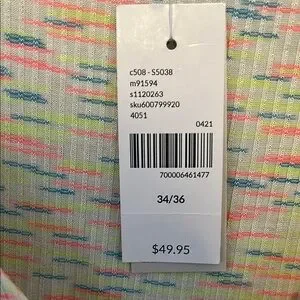 c508 - S5038
m91594
s1120263
sku600799920
4051
0421
700006461477
34/36
$49.95